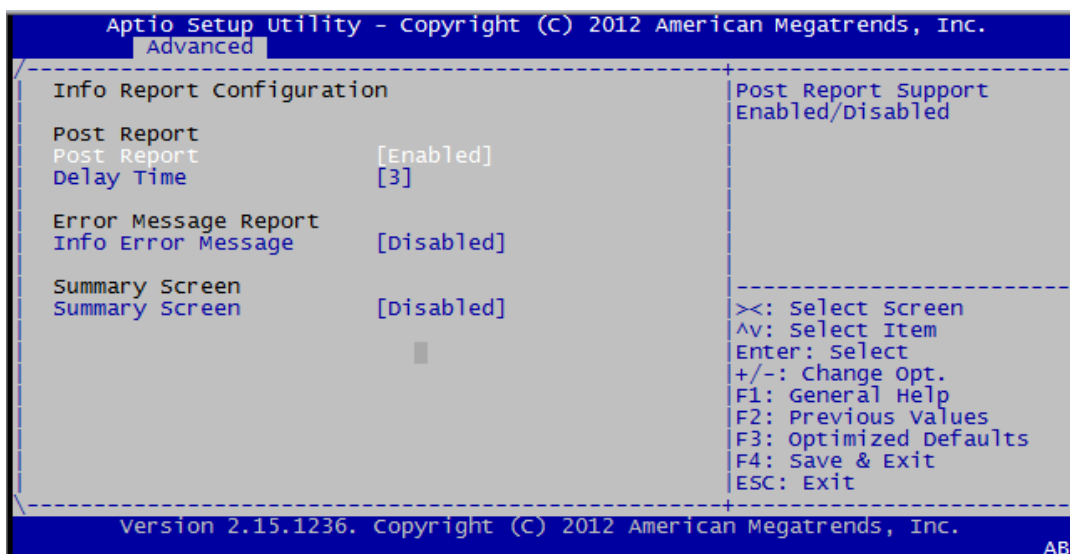 Aptio Setup Utility - Copyright (C) 2012 American Megatrends, Inc.
Advanced
Info Report Configuration
Post Report
Post Report [Enabled]
Delay Time [3]
Error Message Report
Info Error Message [Disabled]
Summary Screen
Summary Screen [Disabled]
Post Report Support
Enabled/Disabled
><: Select Screen
^v: Select Item
Enter: Select
+/-: Change Opt.
F1: General Help
F2: Previous Values
F3: Optimized Defaults
F4: Save & Exit
ESC: Exit
Version 2.15.1236. Copyright (C) 2012 American Megatrends, Inc.
AB